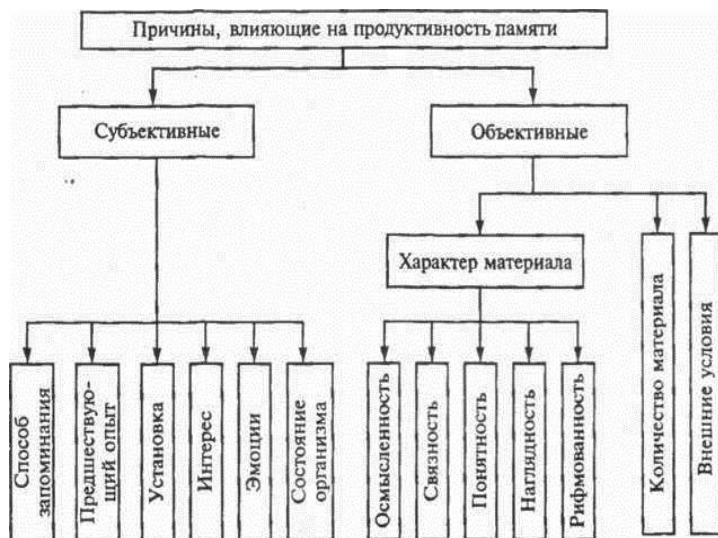 Причины, влияющие на продуктивность памяти
Субъективные
Объективные
Характер материала
Способ
запоминания
Предшествую-
щий опыт
Установка
Интерес
Эмоции
Состояние
организма
Осмысленность
Связность
Понятность
Наглядность
Рифмованность
Количество материала
Внешние условия